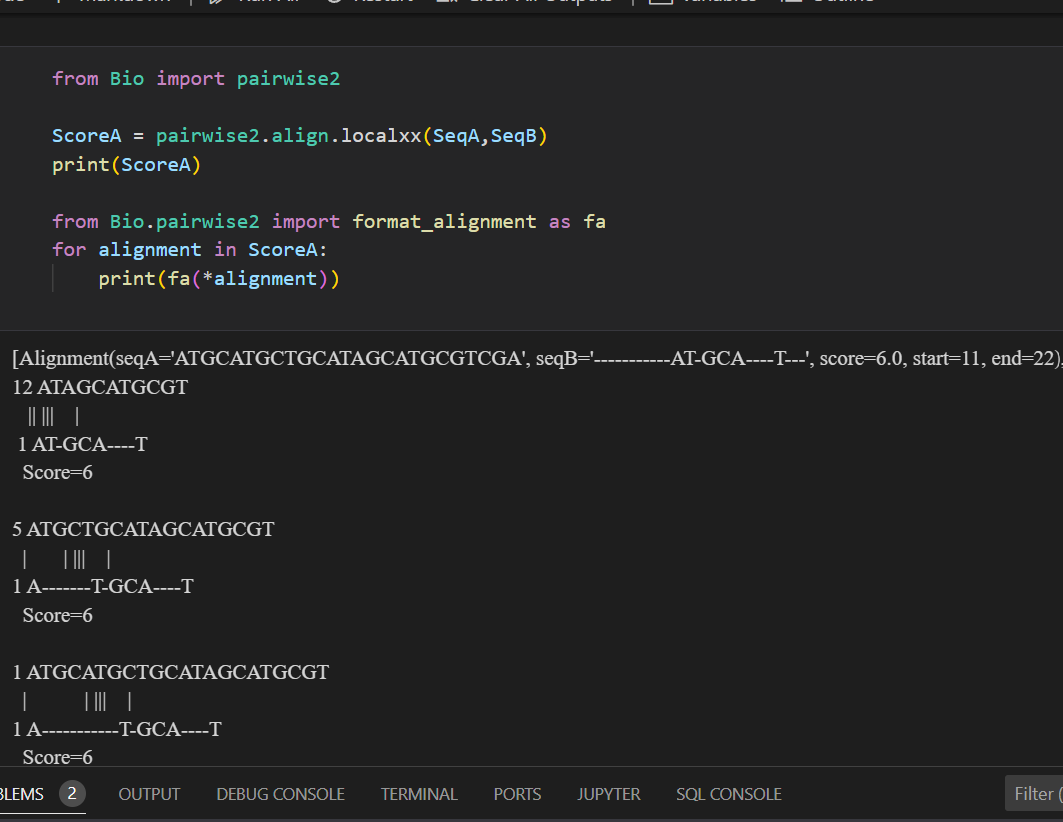 from Bio import pairwise2
ScoreA = pairwise2.align.localxx(SeqA,SeqB)
print(ScoreA)
from Bio.pairwise2 import format_alignment as fa
for alignment in ScoreA:
    print(fa(*alignment))
[Alignment(seqA='ATGCATGCTGCATAGCATGCGTCGA', seqB='-----------AT-GCA----T---', score=6.0, start=11, end=22),
12 ATAGCATGCGT
   || |||    |
 1 AT-GCA----T
  Score=6
5 ATGCTGCATAGCATGCGT
  |       | |||    |
1 A-------T-GCA----T
  Score=6
1 ATGCATGCTGCATAGCATGCGT
  |           | |||    |
1 A-----------T-GCA----T
  Score=6
BLEMS 2 OUTPUT DEBUG CONSOLE TERMINAL PORTS JUPYTER SQL CONSOLE Filter (